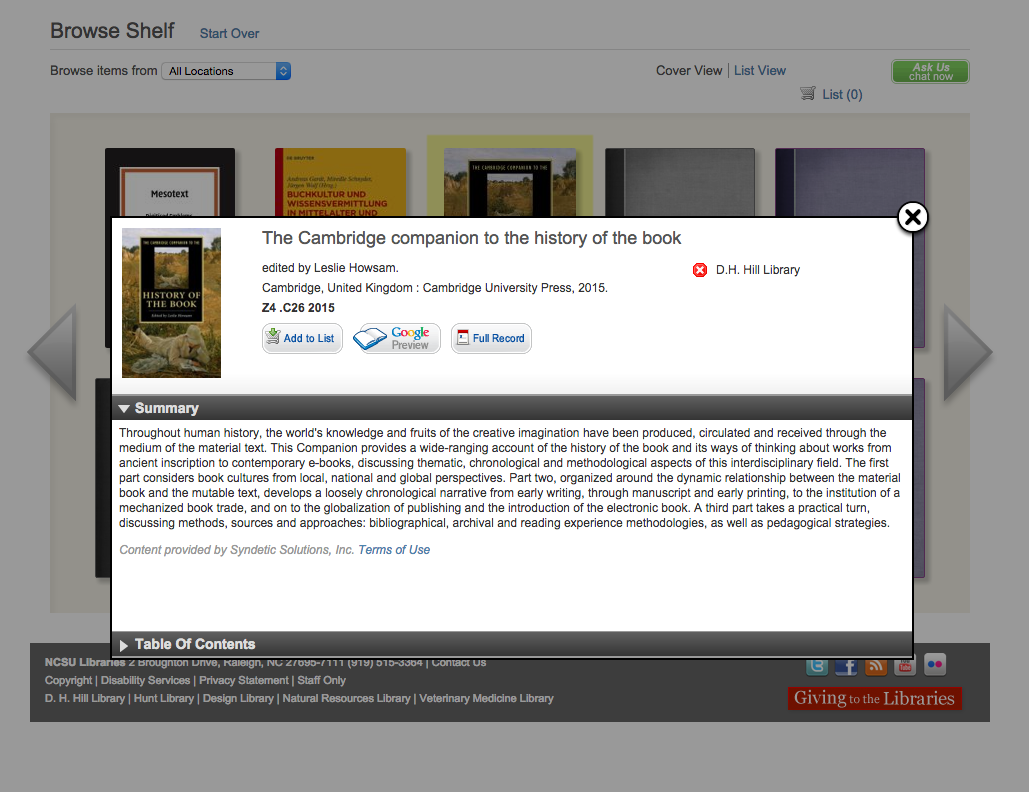 Browse Shelf Start Over
Browse items from All Locations
Cover View | List View
Ask Us
chat now
List (0)
Mesotext
DE GRUYTER
BUCHKULTUR UND
WISSENSVERMITTLUNG
IN MITTELALTER UND
THE CAMBRIDGE COMPANION TO THE
The Cambridge companion to the history of the book
THE CAMBRIDGE COMPANION TO THE
HISTORY OF
THE BOOK
Edited by Leslie Howsam
edited by Leslie Howsam.
D.H. Hill Library
Cambridge, United Kingdom : Cambridge University Press, 2015.
Z4 .C26 2015
Add to List
Google
Preview
Full Record
Summary
Throughout human history, the world's knowledge and fruits of the creative imagination have been produced, circulated and received through the
medium of the material text. This Companion provides a wide-ranging account of the history of the book and its ways of thinking about works from
ancient inscription to contemporary e-books, discussing thematic, chronological and methodological aspects of this interdisciplinary field. The first
part considers book cultures from local, national and global perspectives. Part two, organized around the dynamic relationship between the material
book and the mutable text, develops a loosely chronological narrative from early writing, through manuscript and early printing, to the institution of a
mechanized book trade, and on to the globalization of publishing and the introduction of the electronic book. A third part takes a practical turn,
discussing methods, sources and approaches: bibliographical, archival and reading experience methodologies, as well as pedagogical strategies.
Content provided by Syndetic Solutions, Inc. Terms of Use
Table Of Contents
NCSU Libraries 2 Broughton Drive, Raleigh, NC 27695-7111 (919) 515-3364 | Contact Us
Copyright | Disability Services | Privacy Statement | Staff Only
D. H. Hill Library | Hunt Library | Design Library | Natural Resources Library | Veterinary Medicine Library
Giving to the Libraries